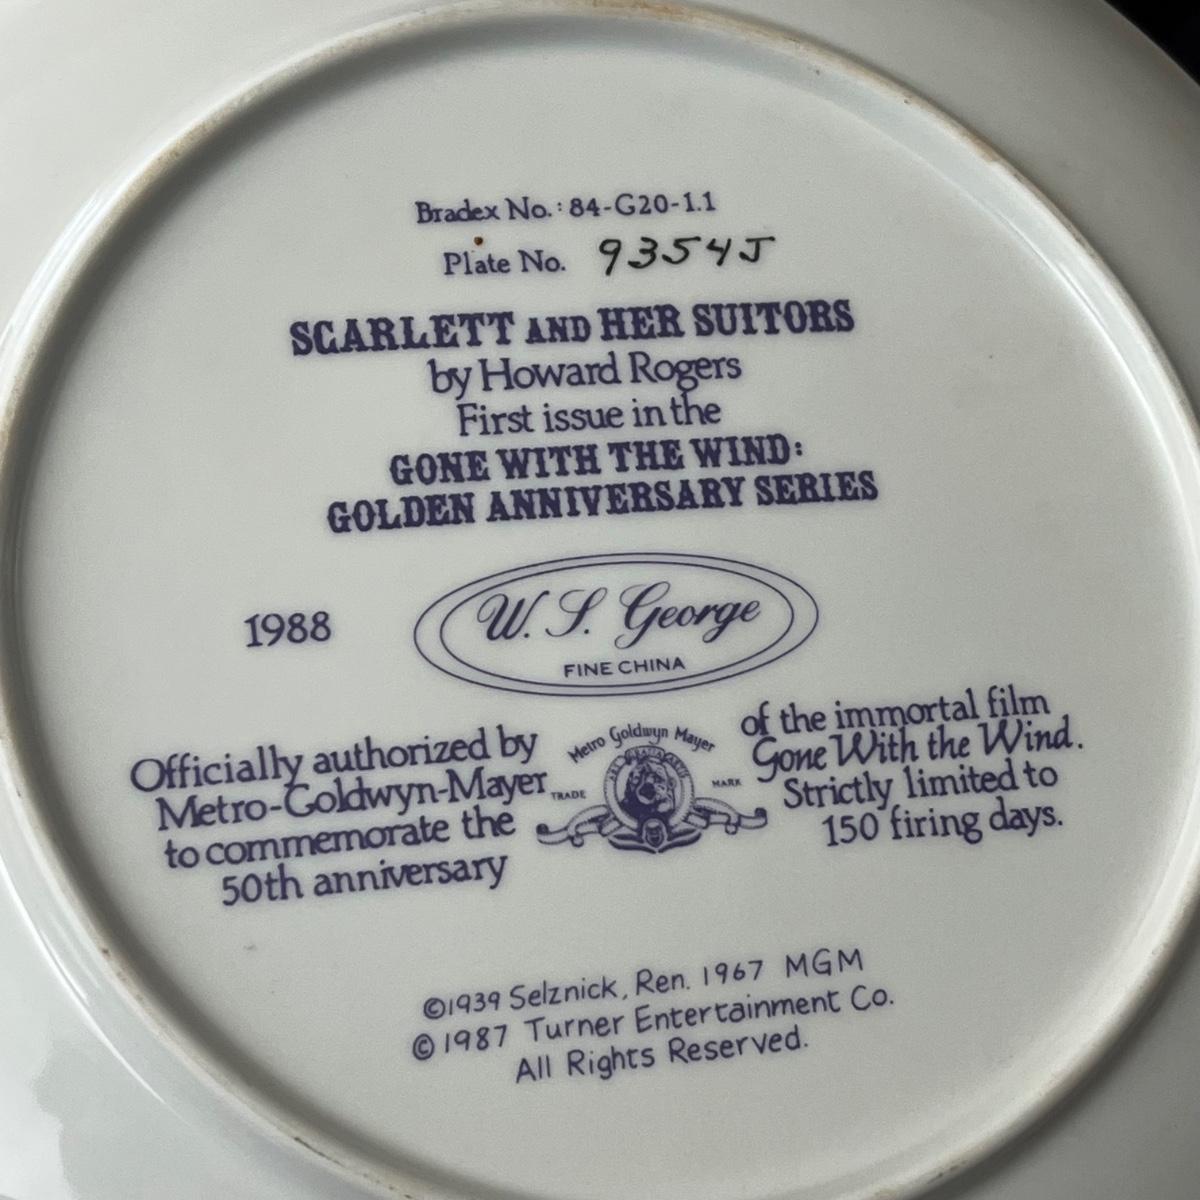 Bradex No.: 84-G20-1.1
Plate No. 9354J
SCARLETT AND HER SUITORS
by Howard Rogers
First issue in the
GONE WITH THE WIND:
GOLDEN ANNIVERSARY SERIES
1988
W. S. George
FINE CHINA
Officially authorized by
Metro-Goldwyn-Mayer
to commemorate the
50th anniversary
Metro Goldwyn Mayer
TRADE MARK
of the immortal film
Gone With the Wind.
Strictly limited to
150 firing days.
©1939 Selznick, Ren. 1967 MGM
©1987 Turner Entertainment Co.
All Rights Reserved.